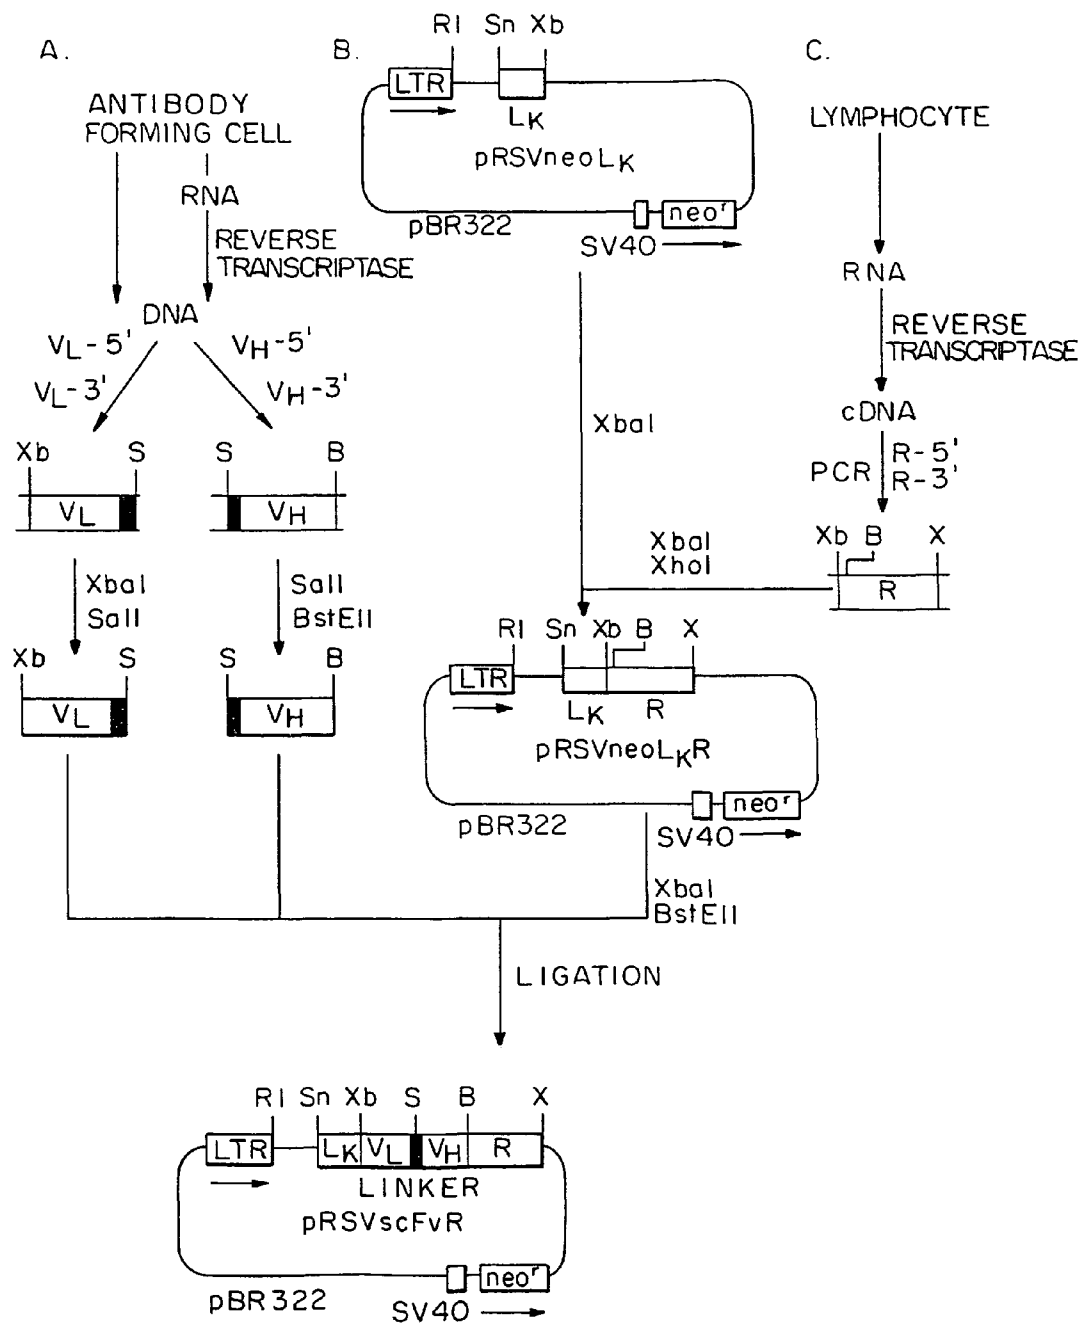 A.
ANTIBODY
FORMING CELL
RNA
REVERSE
TRANSCRIPTASE
DNA
VL-5'
VL-3'
VH-5'
VH-3'
Xb S
VL
S B
VH
XbaI
SalI
SalI
BstEII
Xb S
VL
S B
VH
B.
RI Sn Xb
LTR
LK
pRSVneoLK
pBR322
SV40
neor
XbaI
C.
LYMPHOCYTE
RNA
REVERSE
TRANSCRIPTASE
cDNA
PCR
R-5'
R-3'
Xb B X
R
XbaI
XhoI
RI Sn Xb B X
LTR
LK R
pRSVneoLKR
pBR322
SV40
neor
XbaI
BstEII
LIGATION
RI Sn Xb S B X
LTR LK VL VH R
LINKER
pRSVscFvR
pBR322
SV40
neor